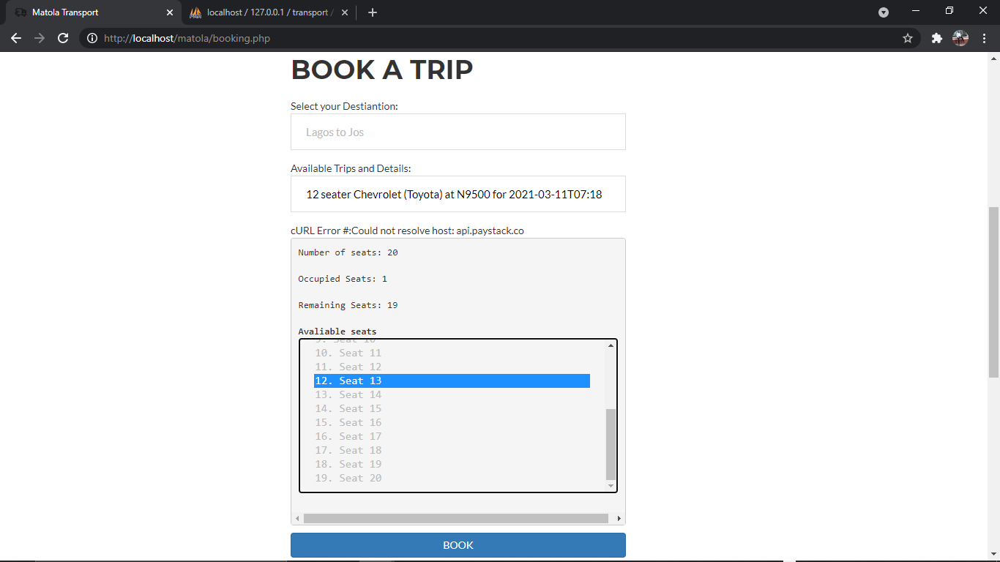 Matola Transport
localhost / 127.0.0.1 / transport /
http://localhost/matola/booking.php
BOOK A TRIP
Select your Destiantion:
Lagos to Jos
Available Trips and Details:
12 seater Chevrolet (Toyota) at N9500 for 2021-03-11T07:18
cURL Error #:Could not resolve host: api.paystack.co
Number of seats: 20
Occupied Seats: 1
Remaining Seats: 19
Avaliable seats
9. Seat 10
10. Seat 11
11. Seat 12
12. Seat 13
13. Seat 14
14. Seat 15
15. Seat 16
16. Seat 17
17. Seat 18
18. Seat 19
19. Seat 20
BOOK